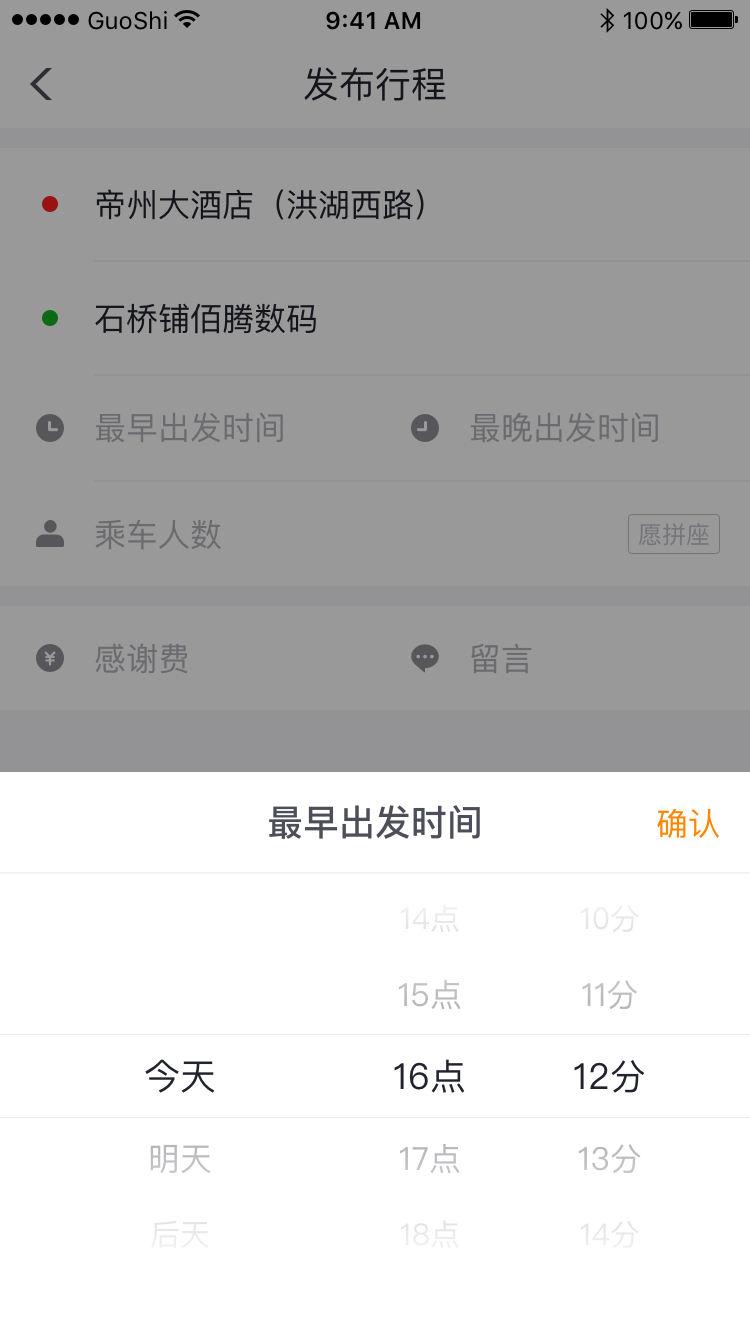 GuoShi 9:41 AM 100%
发布行程
帝州大酒店（洪湖西路）
石桥铺佰腾数码
最早出发时间 最晚出发时间
乘车人数 愿拼座
感谢费 留言
最早出发时间 确认
14点 10分
15点 11分
今天 16点 12分
明天 17点 13分
后天 18点 14分